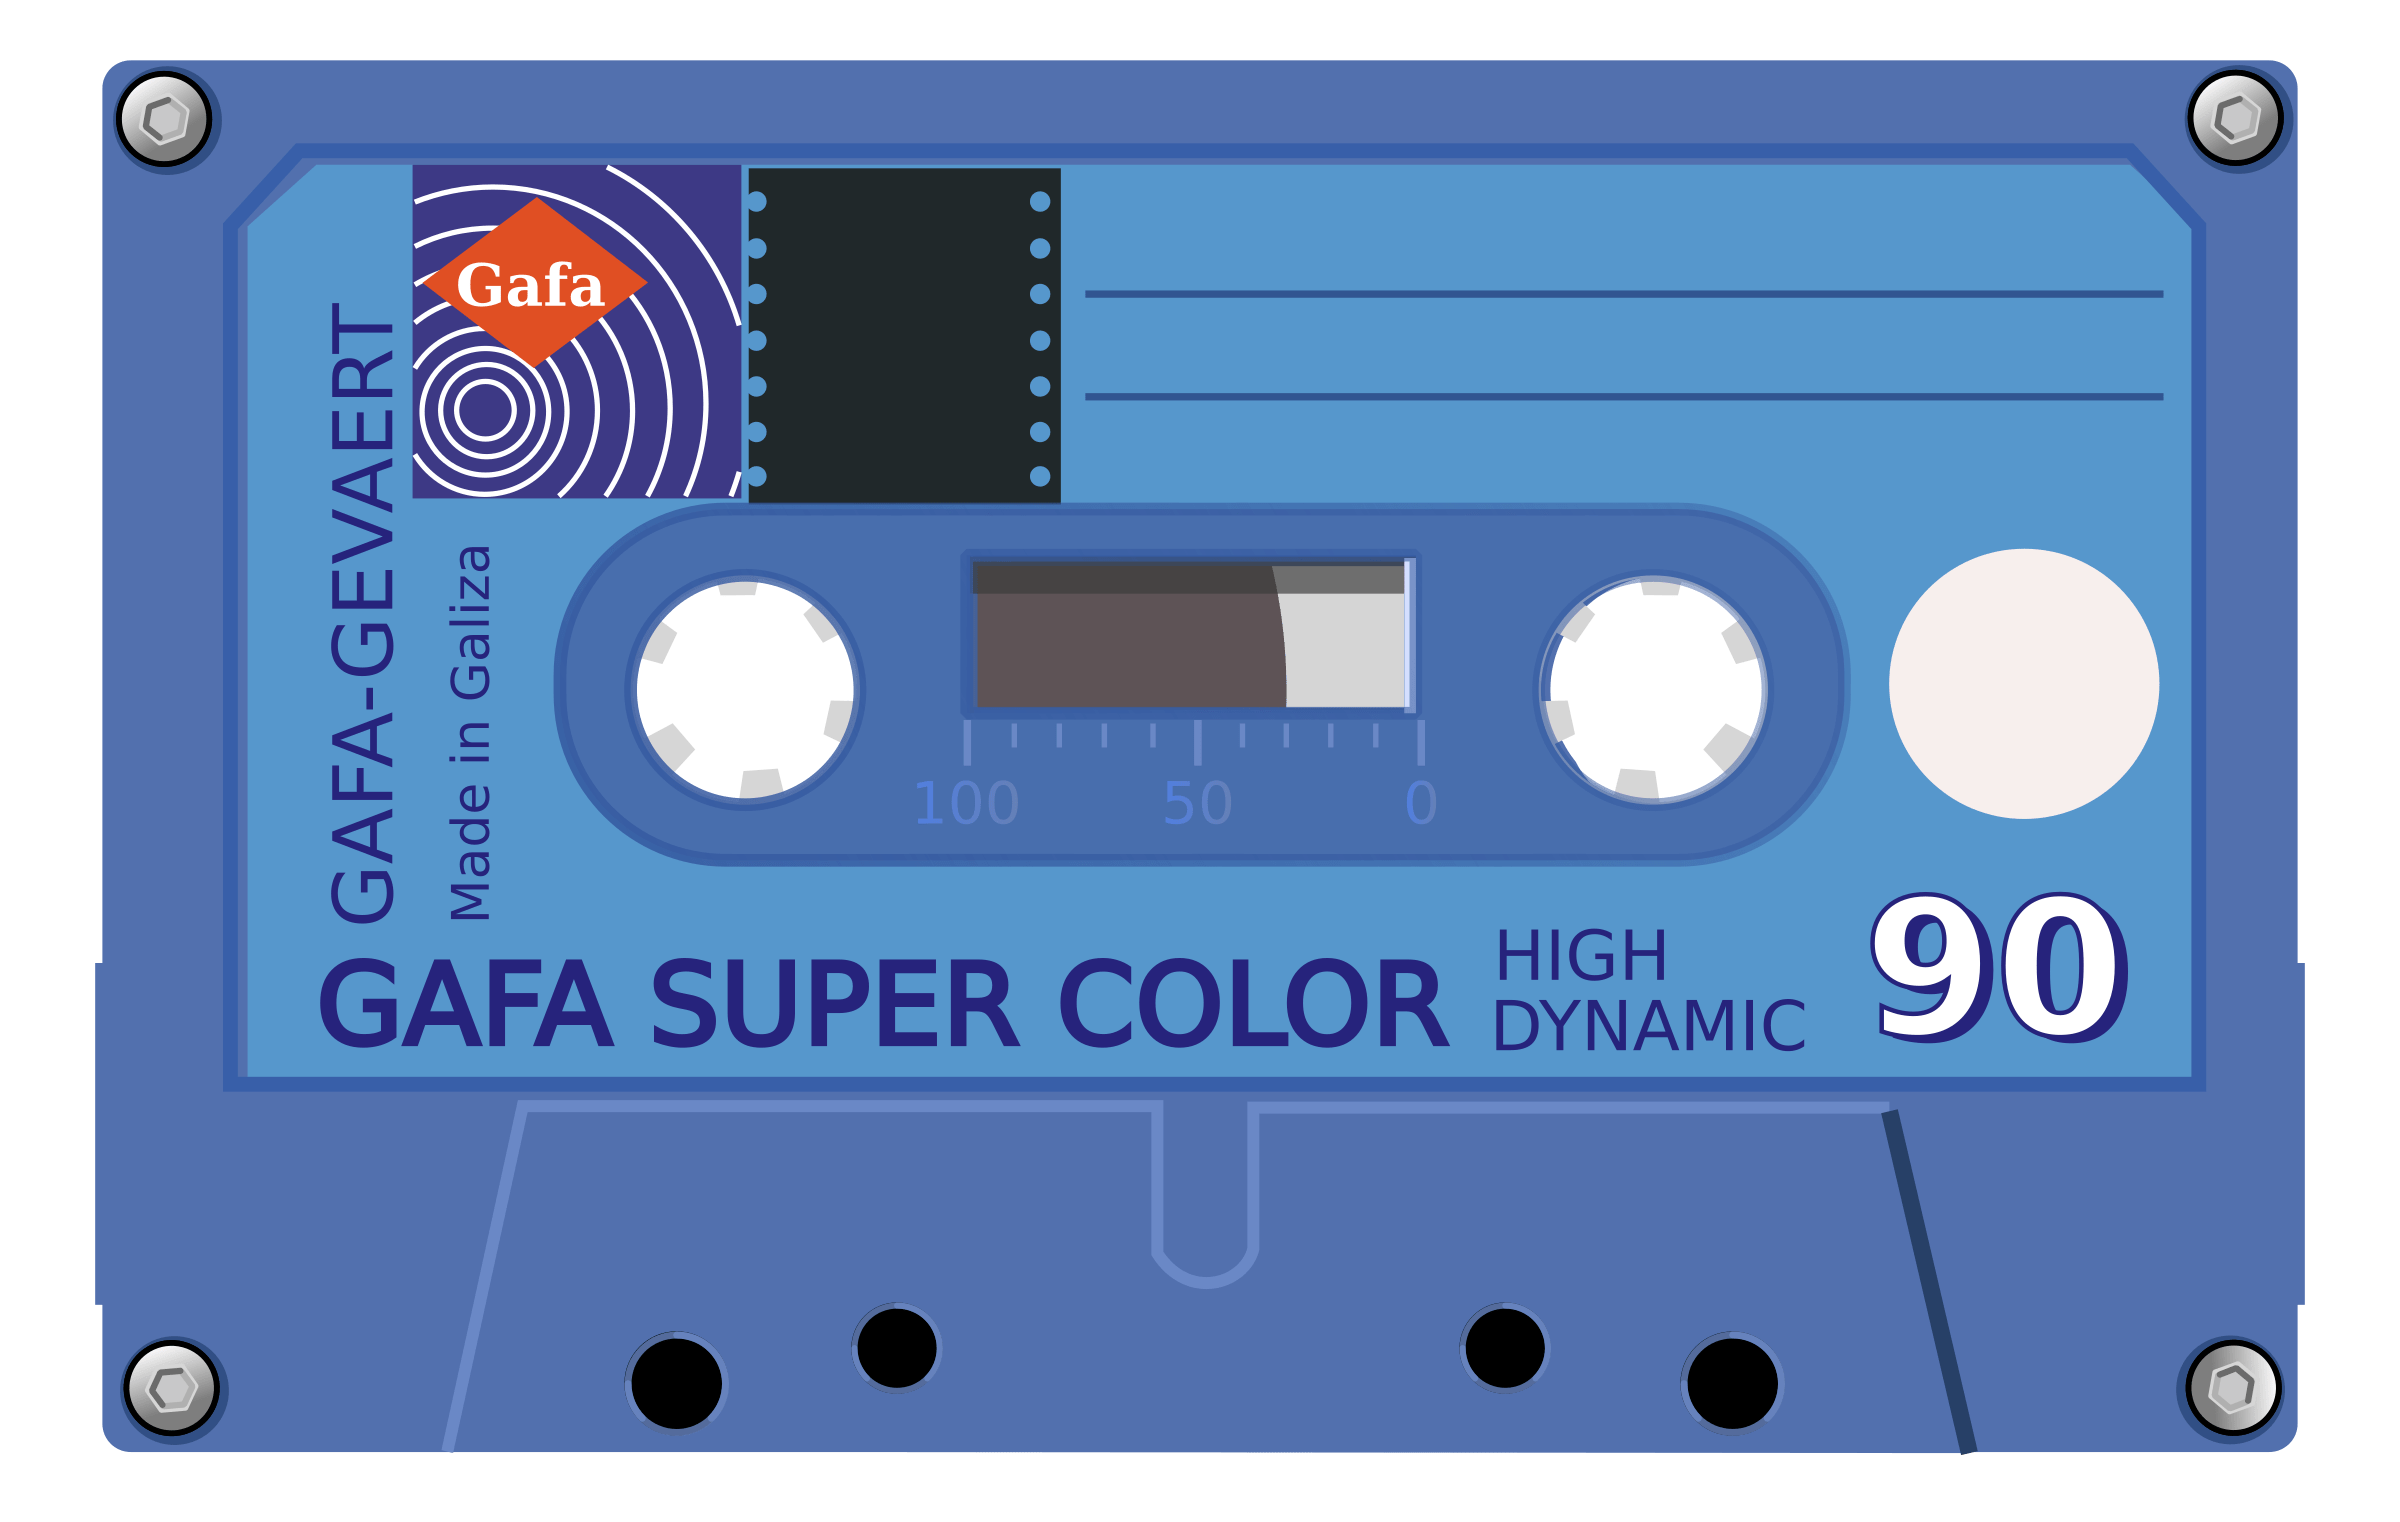 Gafa
GAFA-GEVAERT
Made in Galiza
100 50 0
GAFA SUPER COLOR
HIGH
DYNAMIC
90